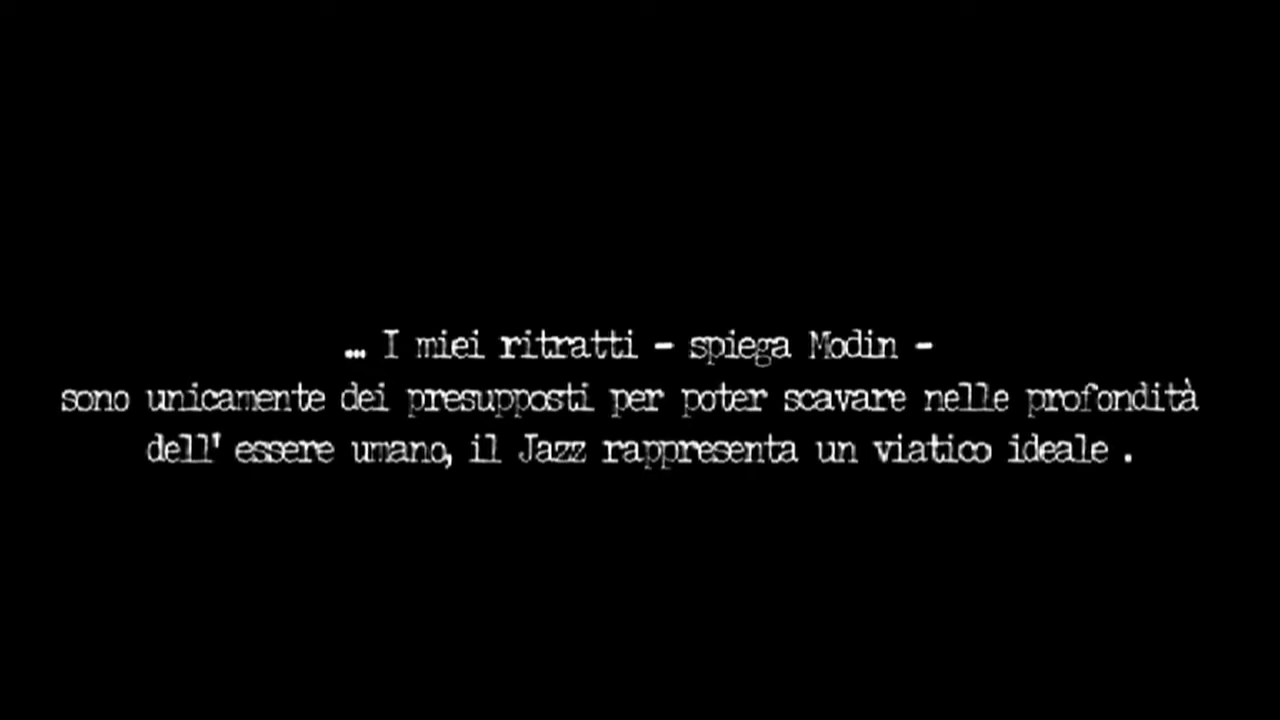 … I miei ritratti - spiega Modin -
sono unicamente dei presupposti per poter scavare nelle profondità
dell' essere umano, il Jazz rappresenta un viatico ideale .